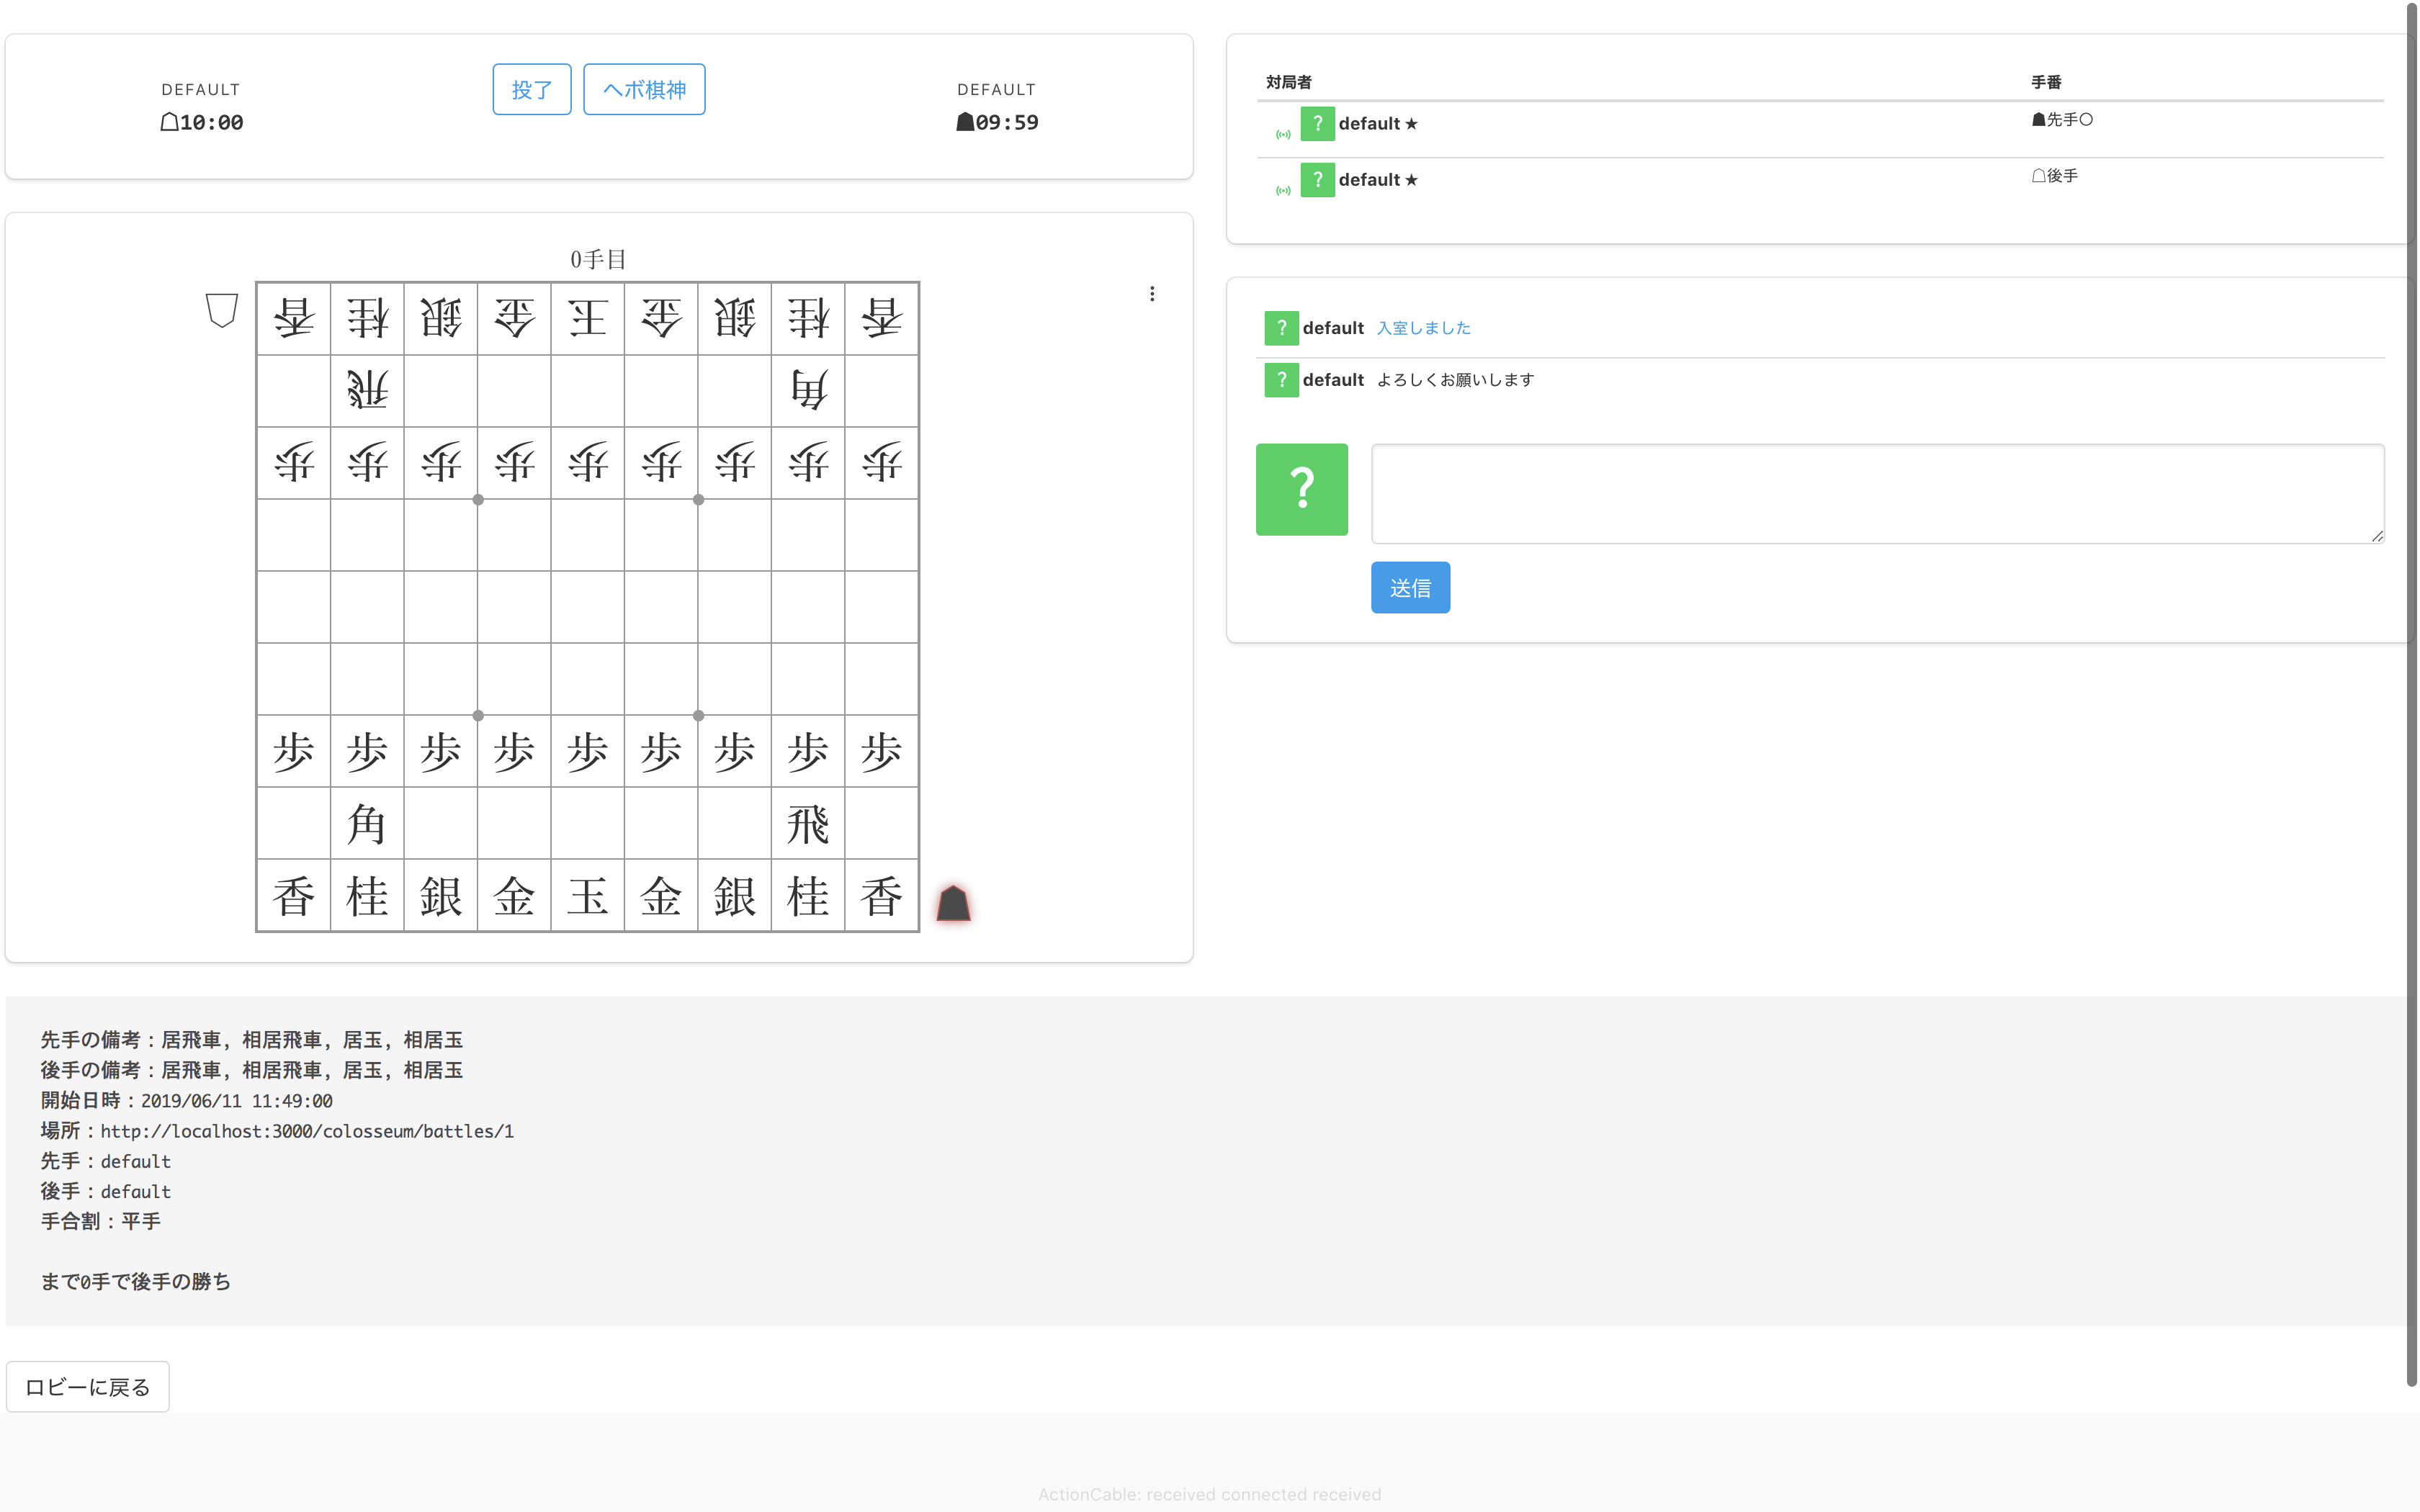 DEFAULT
☖10:00
投了
ヘボ棋神
DEFAULT
☗09:59
対局者 手番
? default ★ ☗先手〇
? default ★ ☖後手
0手目
香桂銀金王金銀桂香
飛角
歩歩歩歩歩歩歩歩歩
歩歩歩歩歩歩歩歩歩
角飛
香桂銀金玉金銀桂香
? default 入室しました
? default よろしくお願いします
?
送信
先手の備考：居飛車, 相居飛車, 居玉, 相居玉
後手の備考：居飛車, 相居飛車, 居玉, 相居玉
開始日時：2019/06/11 11:49:00
場所：http://localhost:3000/colosseum/battles/1
先手：default
後手：default
手合割：平手
まで0手で後手の勝ち
ロビーに戻る
ActionCable: received connected received